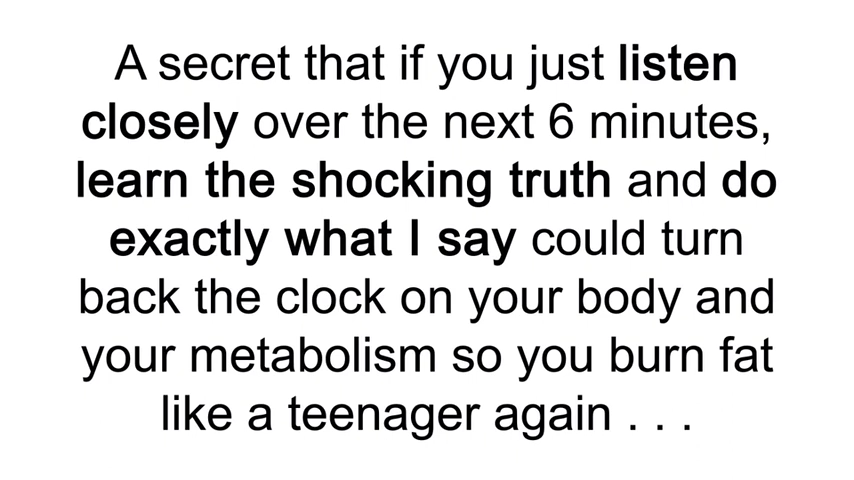 A secret that if you just listen
closely over the next 6 minutes,
learn the shocking truth and do
exactly what I say could turn
back the clock on your body and
your metabolism so you burn fat
like a teenager again . . .